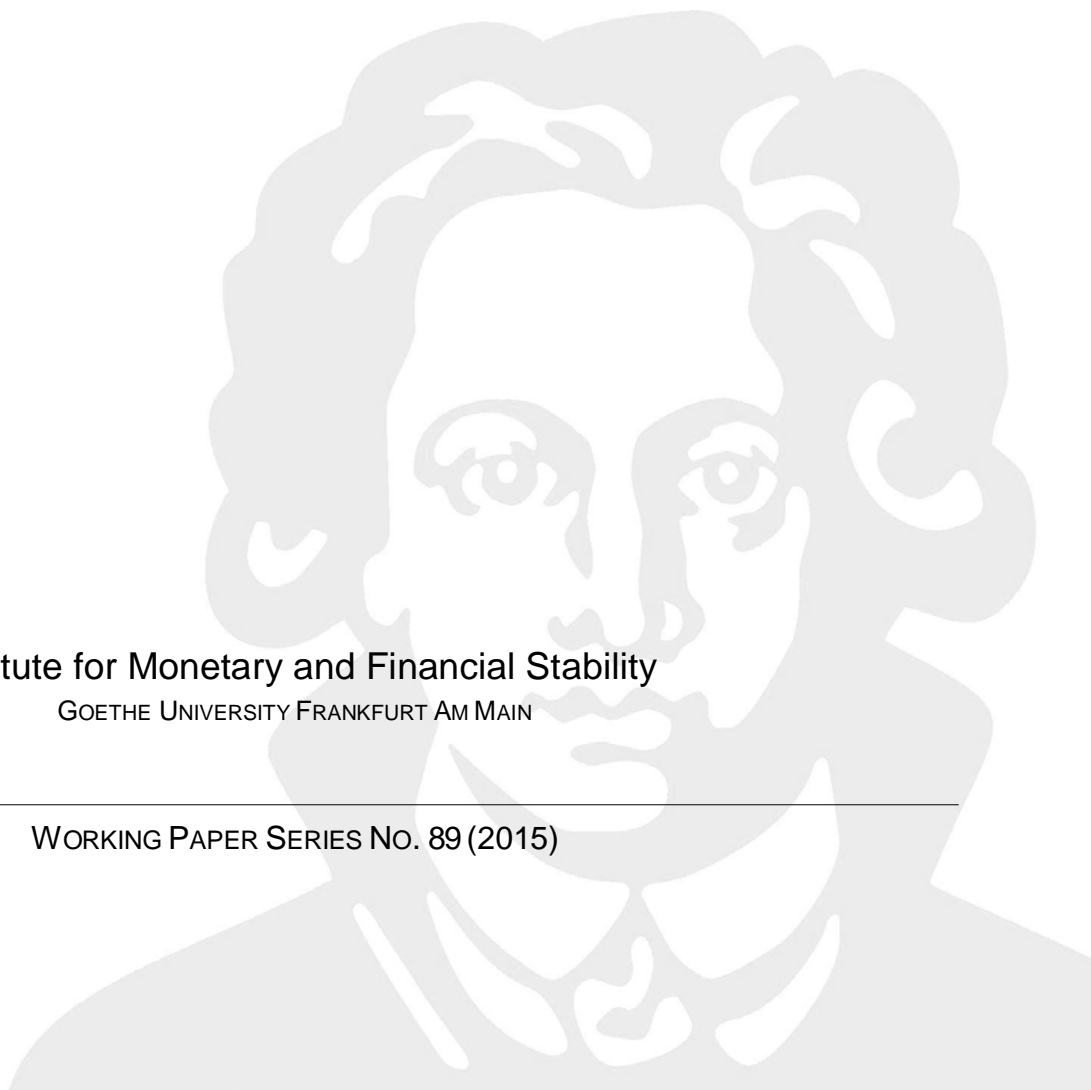 tute for Monetary and Financial Stability
GOETHE UNIVERSITY FRANKFURT AM MAIN
WORKING PAPER SERIES NO. 89 (2015)